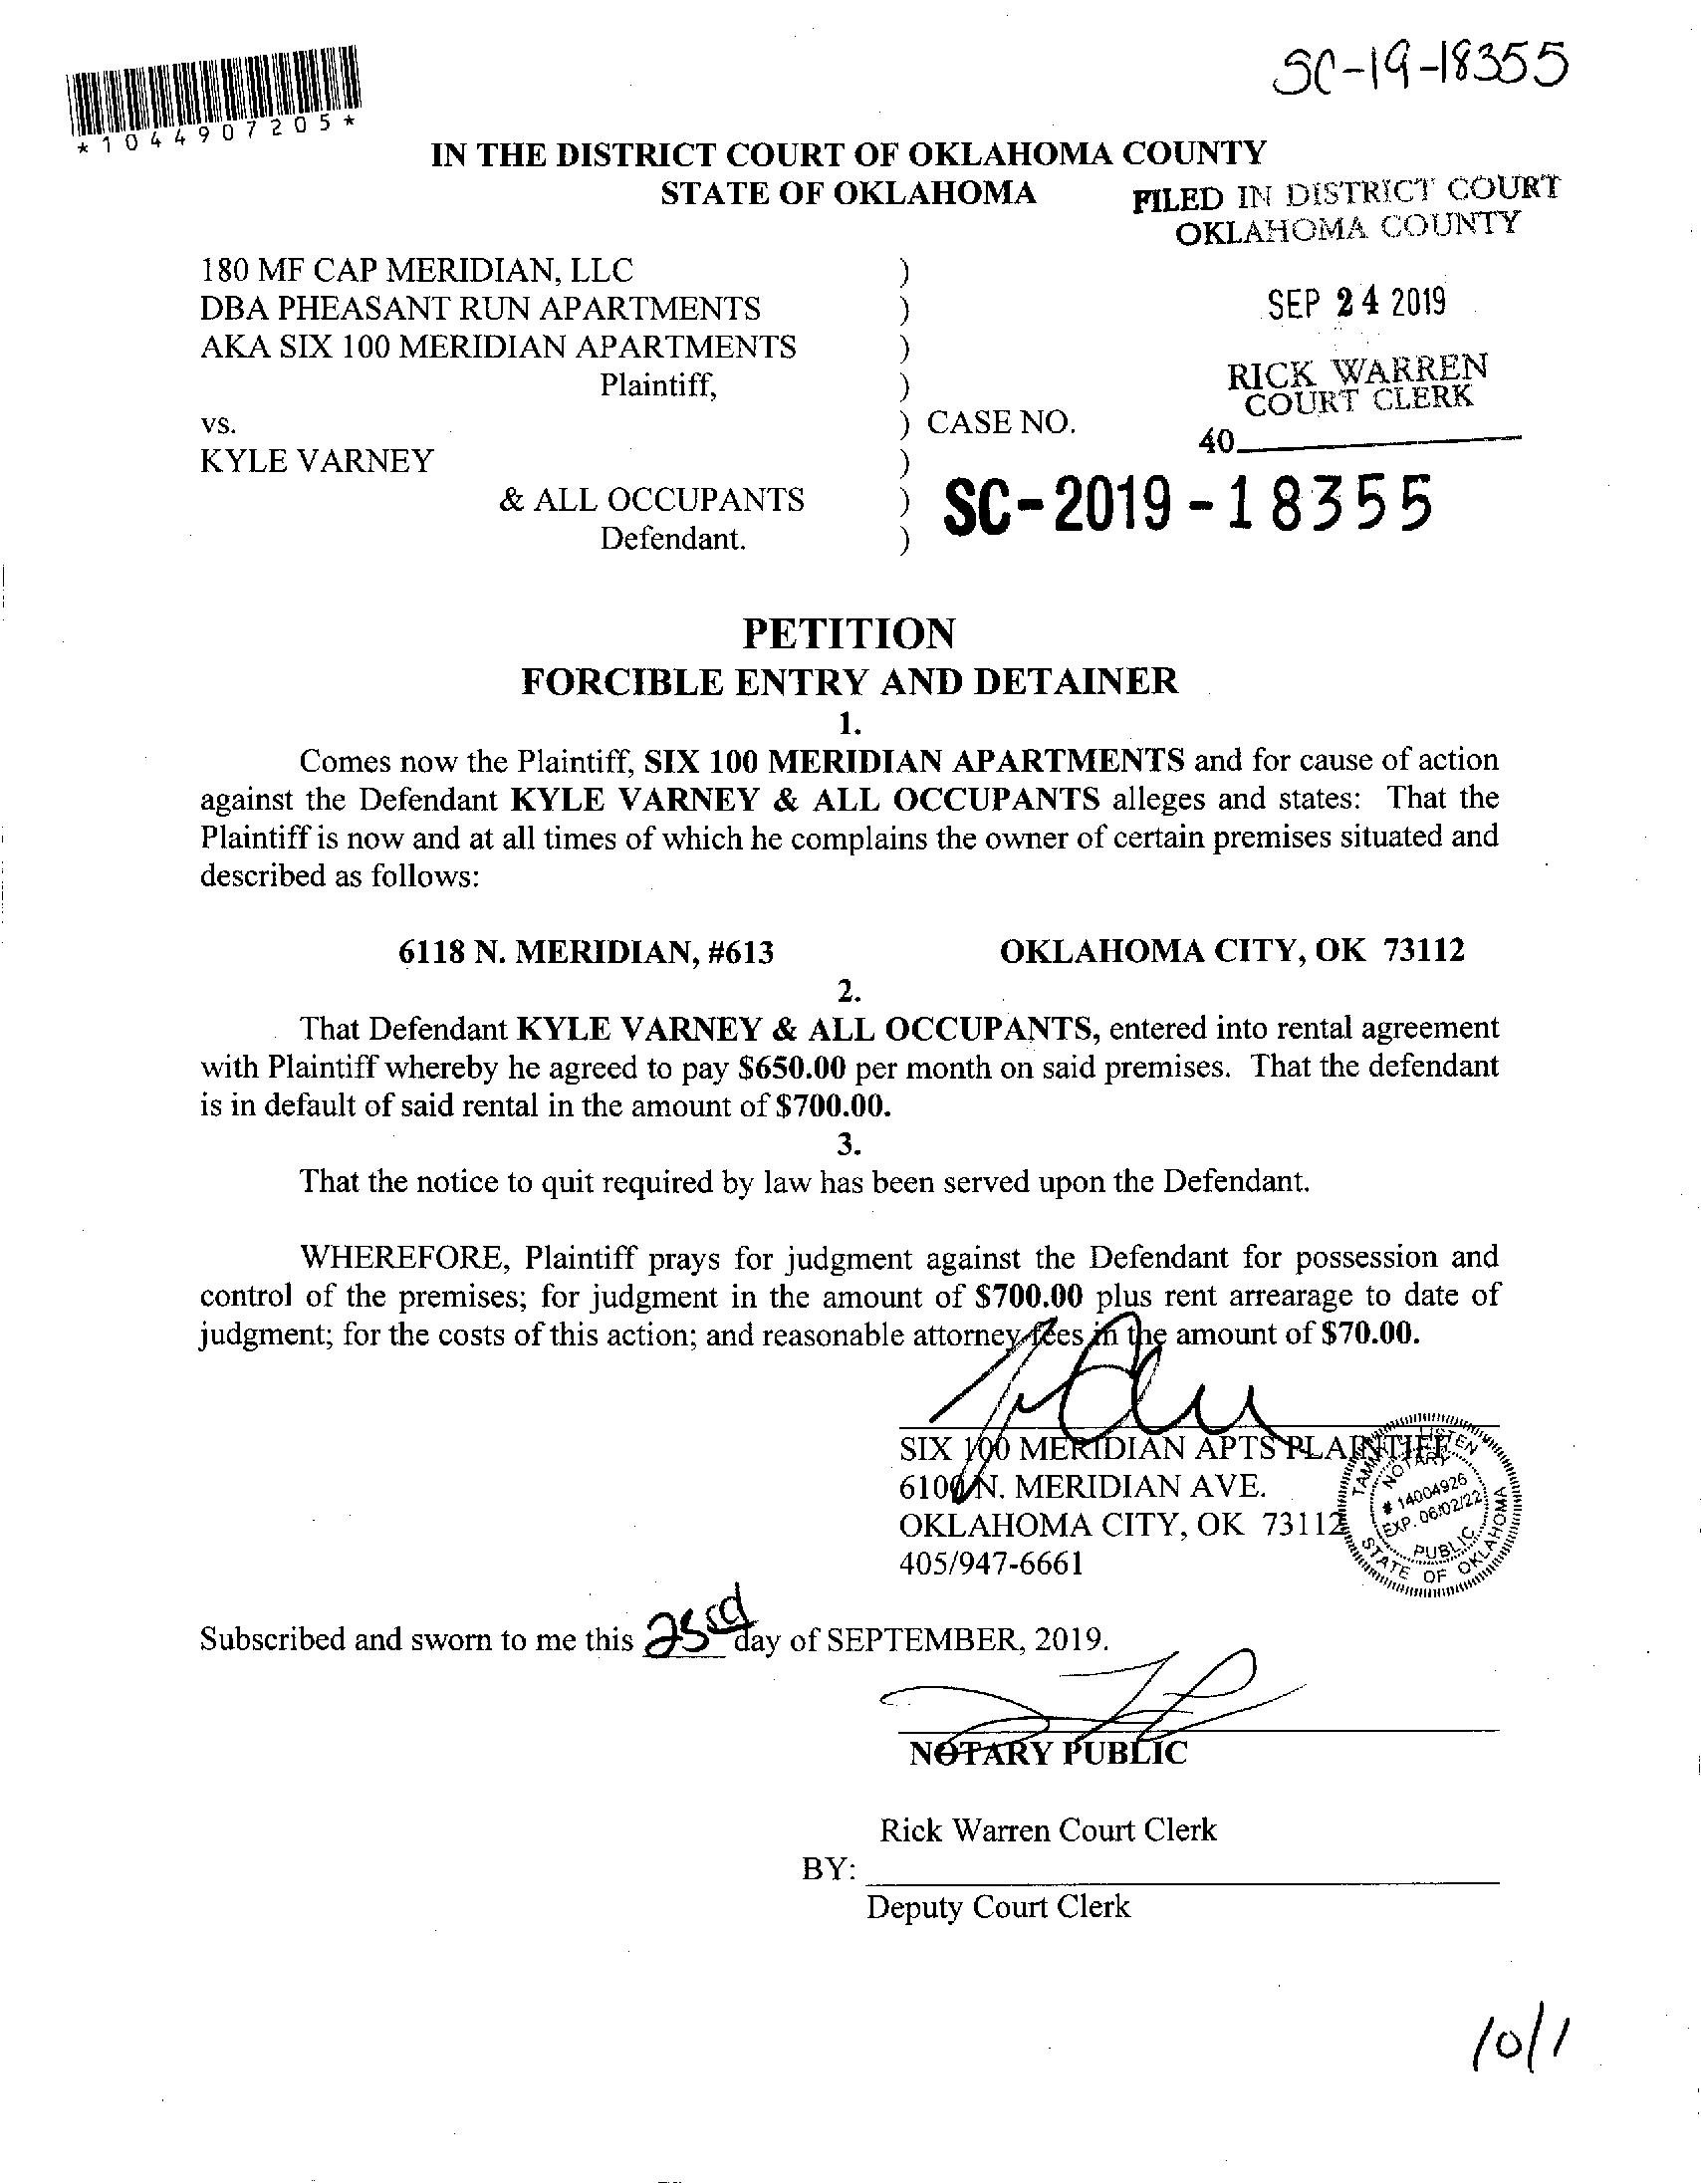 SC-19-18355
*1044907205*
IN THE DISTRICT COURT OF OKLAHOMA COUNTY
STATE OF OKLAHOMA
FILED IN DISTRICT COURT
OKLAHOMA COUNTY
180 MF CAP MERIDIAN, LLC )
DBA PHEASANT RUN APARTMENTS )
SEP 24 2019
AKA SIX 100 MERIDIAN APARTMENTS )
Plaintiff, )
RICK WARREN
COURT CLERK
vs. ) CASE NO.
40
KYLE VARNEY )
& ALL OCCUPANTS ) SC-2019-18355
Defendant. )
PETITION
FORCIBLE ENTRY AND DETAINER
1.
Comes now the Plaintiff, SIX 100 MERIDIAN APARTMENTS and for cause of action
against the Defendant KYLE VARNEY & ALL OCCUPANTS alleges and states: That the
Plaintiff is now and at all times of which he complains the owner of certain premises situated and
described as follows:
6118 N. MERIDIAN, #613 OKLAHOMA CITY, OK 73112
2.
That Defendant KYLE VARNEY & ALL OCCUPANTS, entered into rental agreement
with Plaintiff whereby he agreed to pay $650.00 per month on said premises. That the defendant
is in default of said rental in the amount of $700.00.
3.
That the notice to quit required by law has been served upon the Defendant.
WHEREFORE, Plaintiff prays for judgment against the Defendant for possession and
control of the premises; for judgment in the amount of $700.00 plus rent arrearage to date of
judgment; for the costs of this action; and reasonable attorney fees in the amount of $70.00.
SIX 100 MERIDIAN APTS PLAINTIFF
6100 N. MERIDIAN AVE.
OKLAHOMA CITY, OK 73112
405/947-6661
NOTARY
# 14004926
EXP. 06/02/22
PUBLIC
STATE OF OKLAHOMA
Subscribed and sworn to me this 23rd day of SEPTEMBER, 2019.
NOTARY PUBLIC
Rick Warren Court Clerk
BY:
Deputy Court Clerk
10/1